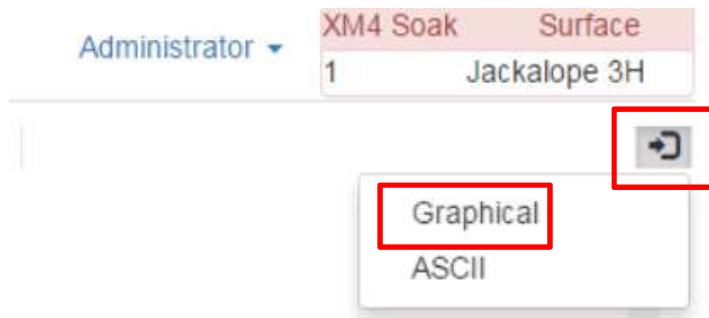 Administrator
XM4 Soak Surface
1 Jackalope 3H
Graphical
ASCII